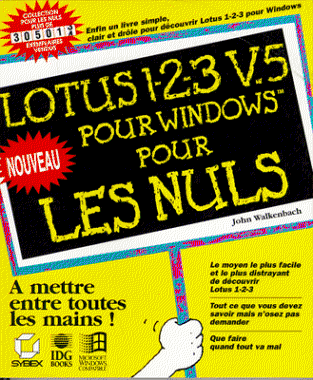 COLLECTION
POUR LES NULS
PLUS DE
EXEMPLAIRES
VENDUS
Enfin un livre simple,
clair et drôle pour découvrir Lotus 1-2-3 pour Windows
LOTUS 1-2-3 V.5
POUR WINDOWS™
POUR
LES NULS
NOUVEAU
John Walkenbach
A mettre
entre toutes
les mains !
Le moyen le plus facile
et le plus distrayant
de découvrir
Lotus 1-2-3
Tout ce que vous devez
savoir mais n'osez pas
demander
Que faire
quand tout va mal
SYBEX
IDG
BOOKS
MICROSOFT
WINDOWS
COMPATIBLE